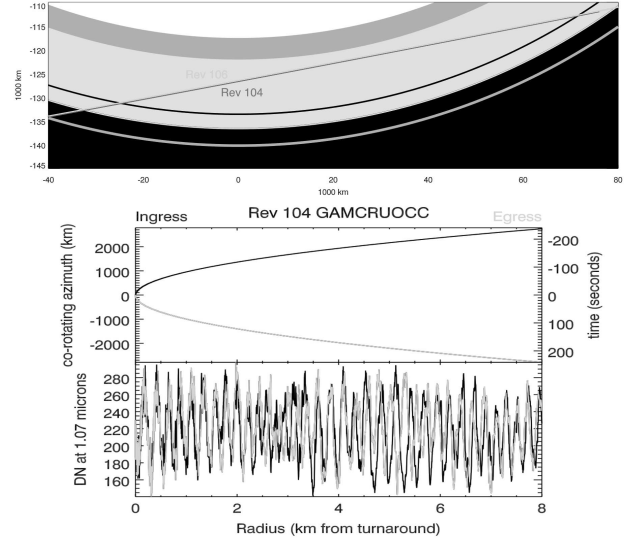 -110
-115
-120
-125
-130
-135
-140
-145
1000 km
Rev 105
Rev 104
-40 -20 0 20 40 60 80
1000 km
Rev 104 GAMCRUOCC
Ingress
Egress
2000
1000
0
-1000
-2000
co-rotating azimuth (km)
-200
-100
0
100
200
time (seconds)
280
260
240
220
200
180
160
DN at 1.07 microns
0 2 4 6 8
Radius (km from turnaround)